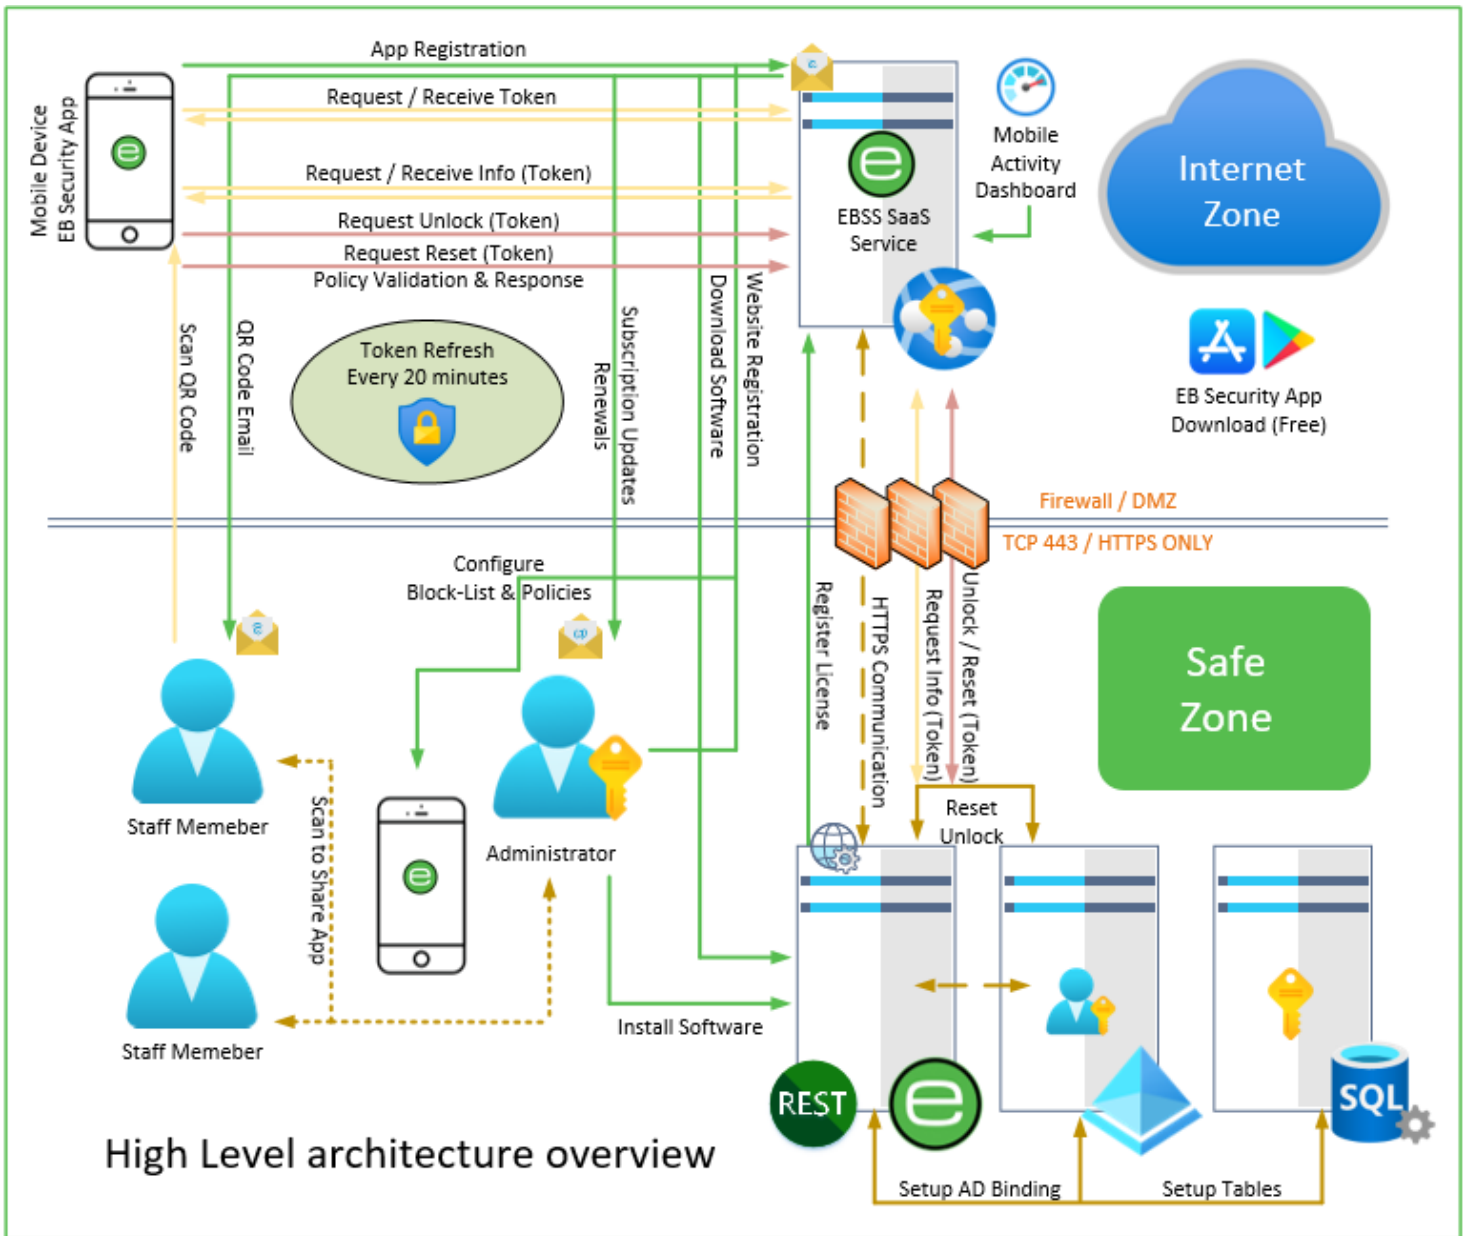 App Registration
Request / Receive Token
Request / Receive Info (Token)
Request Unlock (Token)
Request Reset (Token)
Policy Validation & Response
Mobile Device
EB Security App
e
e
e
EBSS SaaS
Service
Mobile
Activity
Dashboard
Internet
Zone
EB Security App
Download (Free)
Scan QR Code
QR Code Email
Token Refresh
Every 20 minutes
Subscription Updates
Renewals
Download Software
Website Registration
Firewall / DMZ
TCP 443 / HTTPS ONLY
Configure
Block-List & Policies
Register License
HTTPS Communication
Request Info (Token)
Unlock / Reset (Token)
Safe
Zone
e
Staff Memeber
Scan to Share App
e
Administrator
Reset
Unlock
Staff Memeber
Install Software
REST
e
SQL
High Level architecture overview
Setup AD Binding
Setup Tables